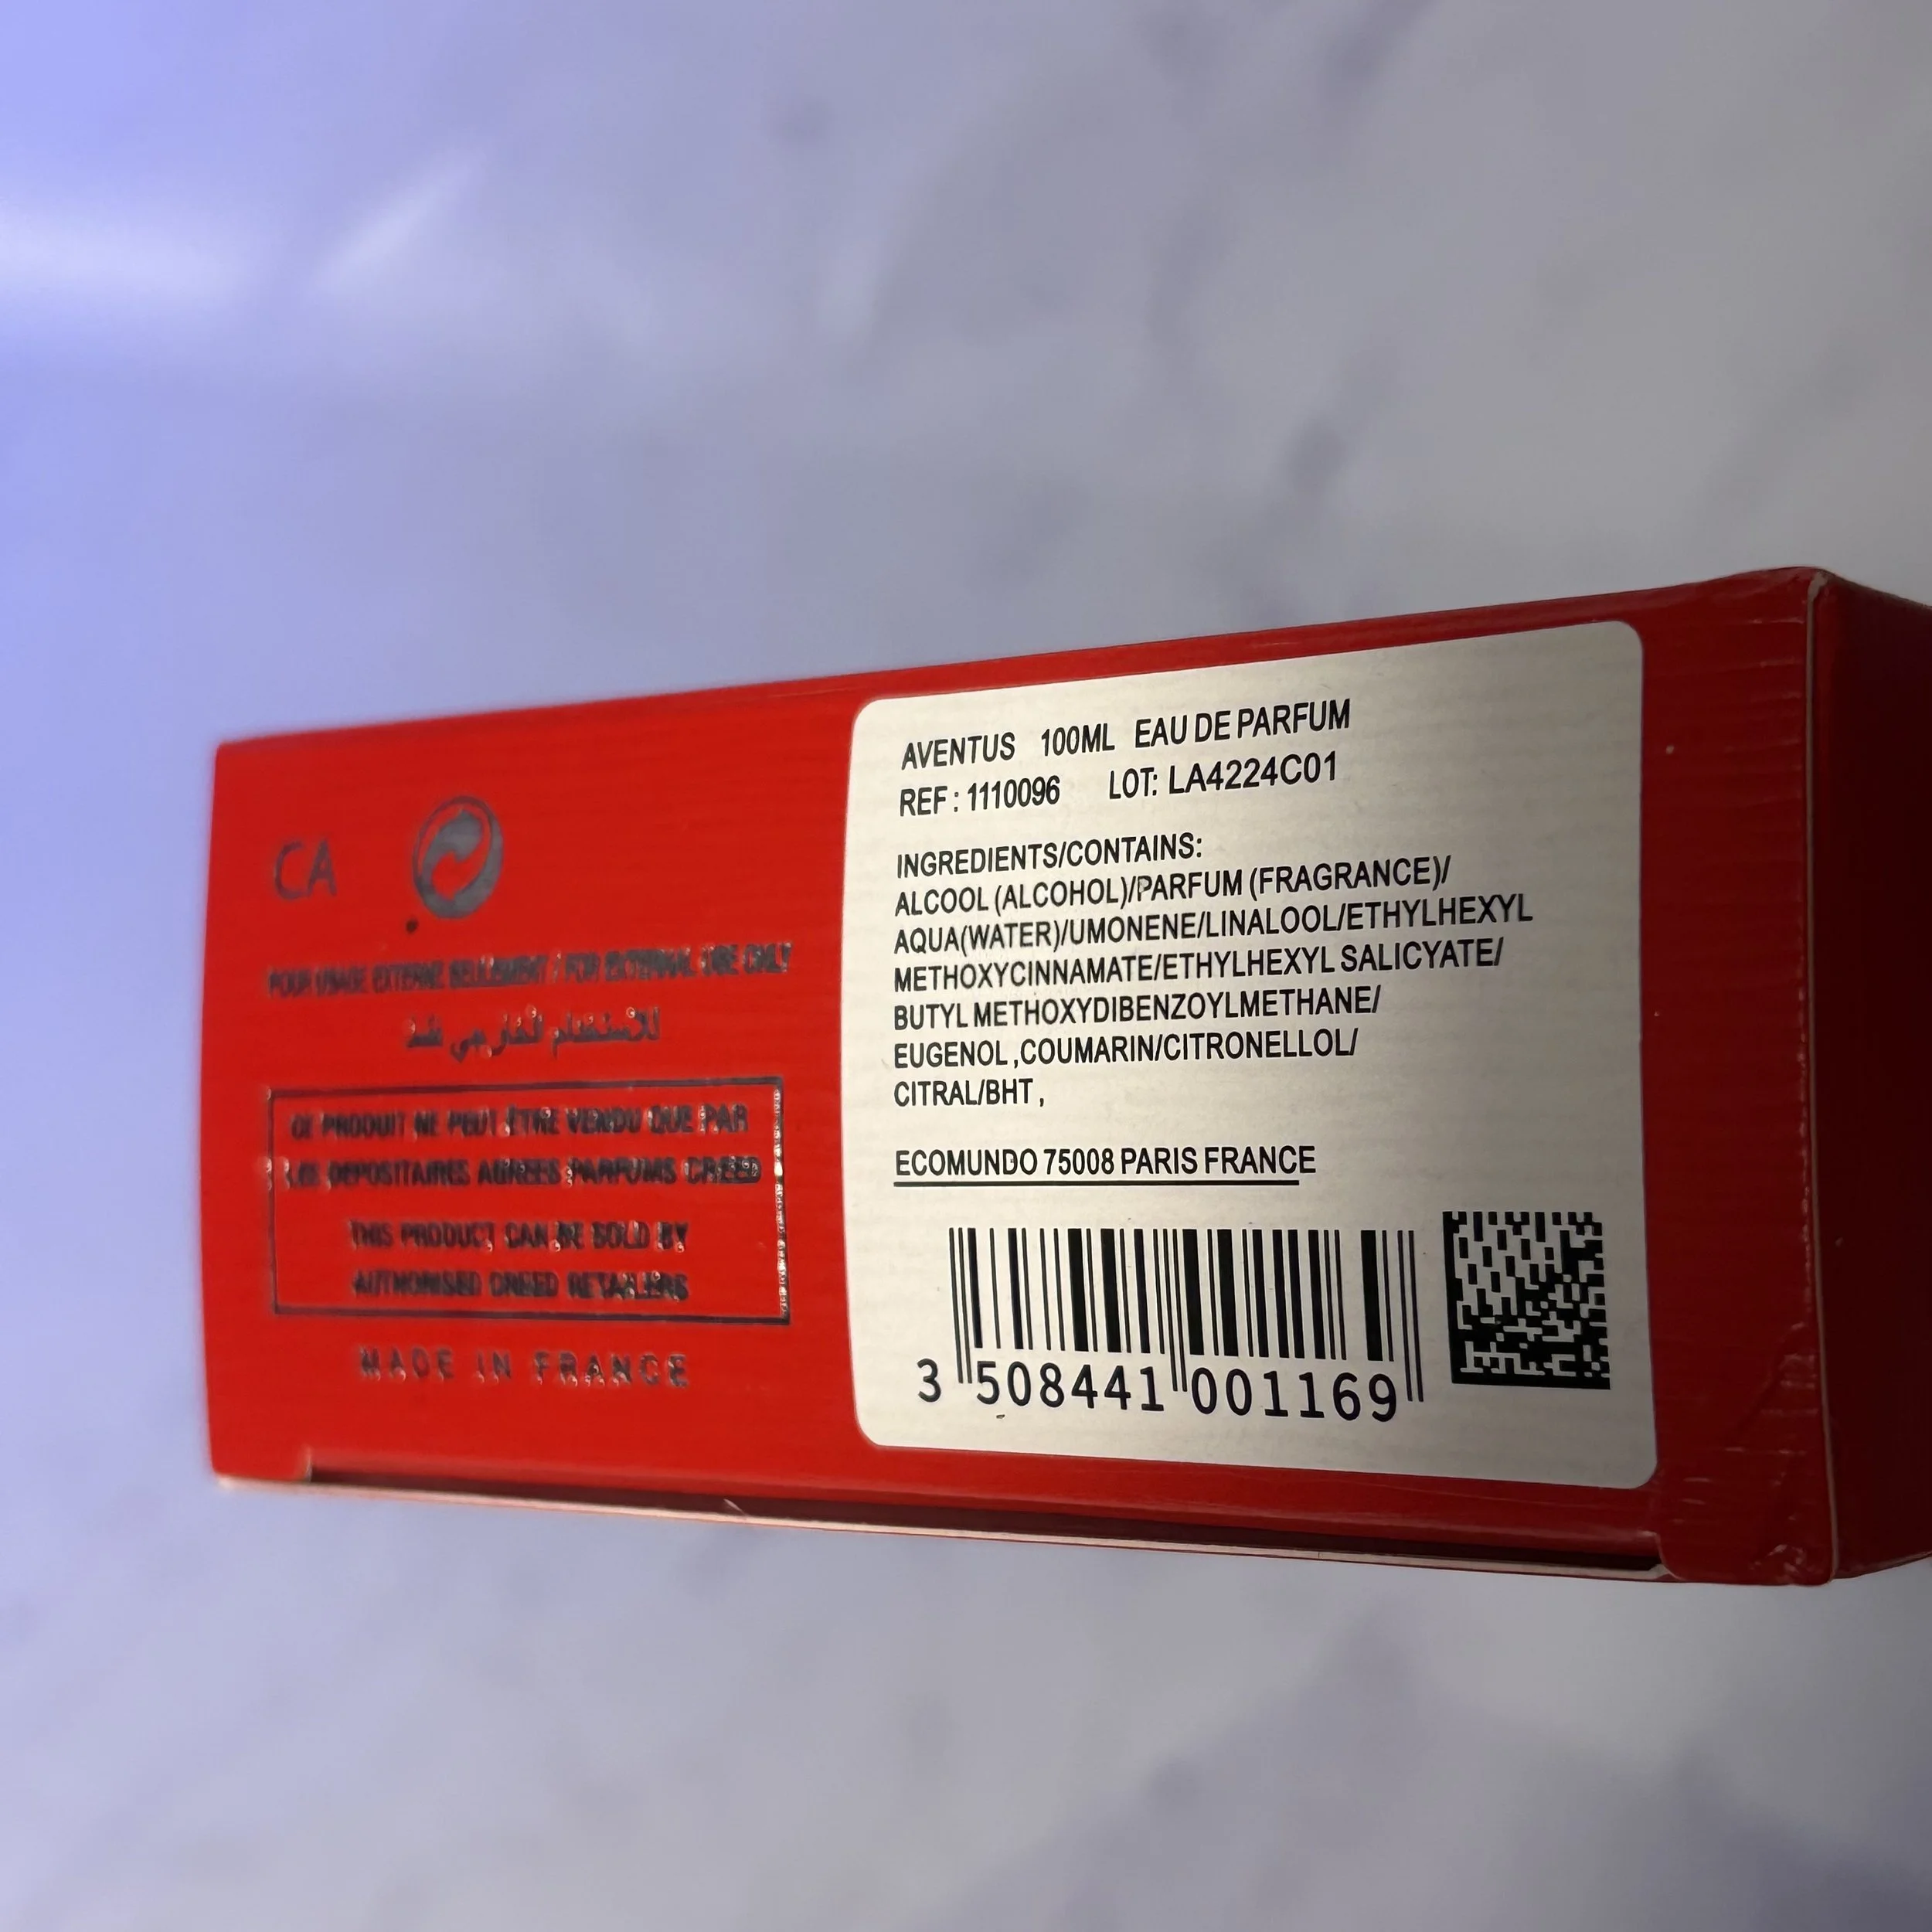 CA
POUR USAGE EXTERNE SEULEMENT / FOR EXTERNAL USE ONLY
للاستخدام الخارجي فقط
CE PRODUIT NE PEUT ÊTRE VENDU QUE PAR
LES DEPOSITAIRES AGREES PARFUMS CREED
THIS PRODUCT CAN BE SOLD BY
AUTHORISED CREED RETAILERS
MADE IN FRANCE
AVENTUS 100ML EAU DE PARFUM
REF : 1110096 LOT: LA4224C01
INGREDIENTS/CONTAINS:
ALCOOL (ALCOHOL)/PARFUM (FRAGRANCE)/
AQUA(WATER)/UMONENE/LINALOOL/ETHYLHEXYL
METHOXYCINNAMATE/ETHYLHEXYL SALICYATE/
BUTYL METHOXYDIBENZOYLMETHANE/
EUGENOL ,COUMARIN/CITRONELLOL/
CITRAL/BHT ,
ECOMUNDO 75008 PARIS FRANCE
3 508441 001169